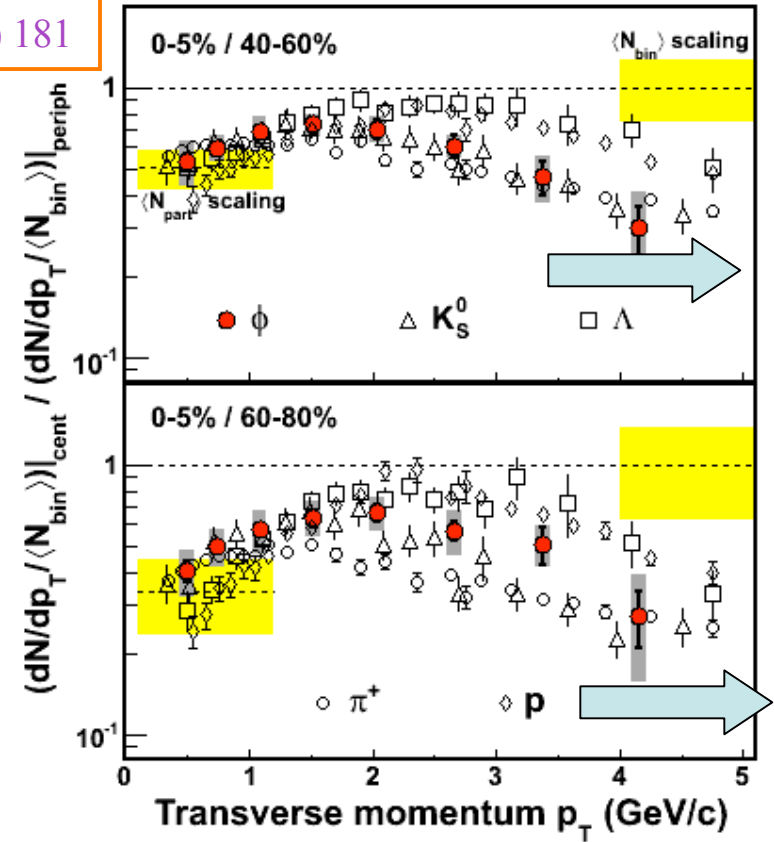 181
0-5% / 40-60%
⟨N_bin⟩ scaling
1
⟨N_part⟩ scaling
ϕ
K_S^0
Λ
10^-1
(dN/dp_T/⟨N_bin⟩)|_cent / (dN/dp_T/⟨N_bin⟩)|_periph
0-5% / 60-80%
1
π^+
p
10^-1
0 1 2 3 4 5
Transverse momentum p_T (GeV/c)